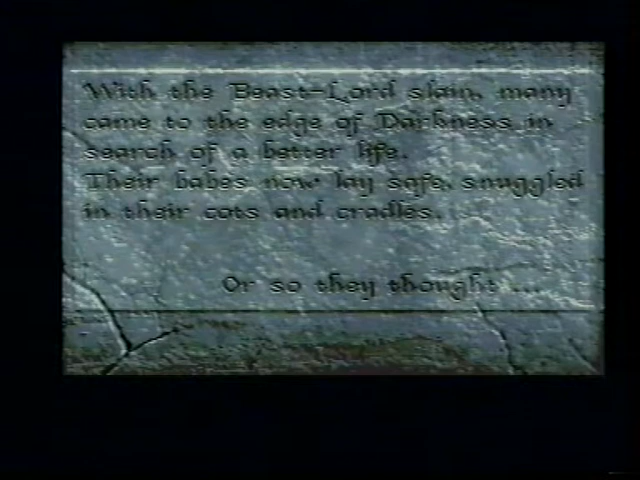 With the Beast-Lord slain, many
came to the edge of Darkness in
search of a better life.
Their babes now lay safe, snuggled
in their cots and cradles.
Or so they thought ...